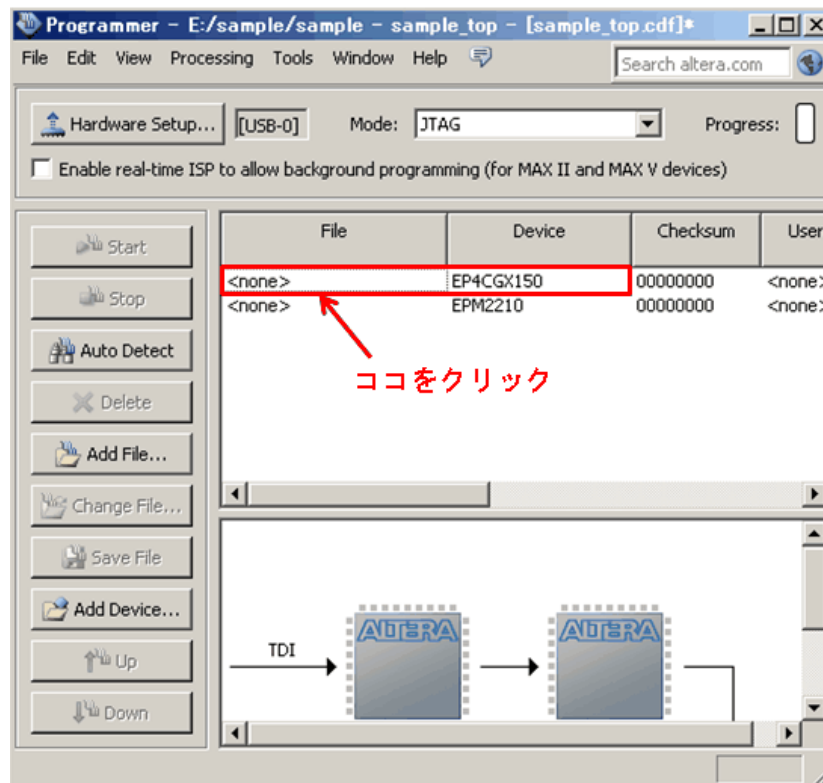 Programmer - E:/sample/sample - sample_top - [sample_top.cdf]*
File Edit View Processing Tools Window Help
Search altera.com
Hardware Setup... [USB-0] Mode: JTAG Progress:
Enable real-time ISP to allow background programming (for MAX II and MAX V devices)
Start
Stop
Auto Detect
Delete
Add File...
Change File...
Save File
Add Device...
Up
Down
File Device Checksum User
<none> EP4CGX150 00000000 <none>
<none> EPM2210 00000000 <none>
ココをクリック
TDI
ALTERA ALTERA